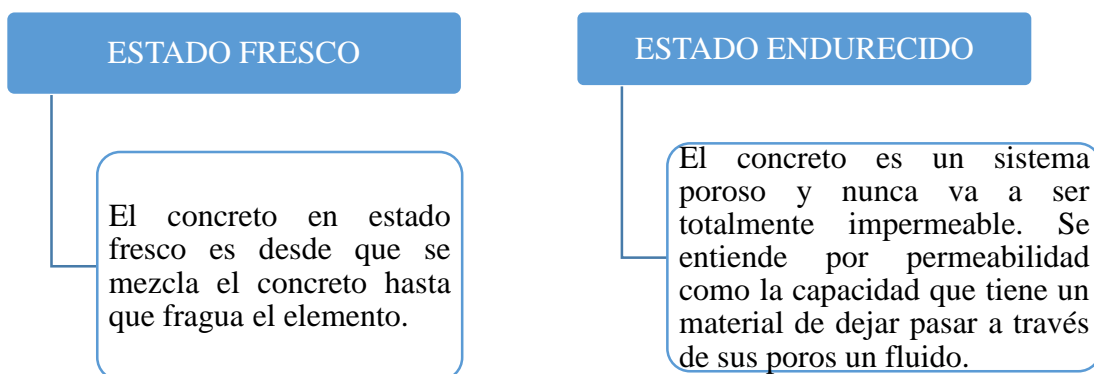 ESTADO FRESCO
El concreto en estado
fresco es desde que se
mezcla el concreto hasta
que fragua el elemento.
ESTADO ENDURECIDO
El concreto es un sistema
poroso y nunca va a ser
totalmente impermeable. Se
entiende por permeabilidad
como la capacidad que tiene un
material de dejar pasar a través
de sus poros un fluido.